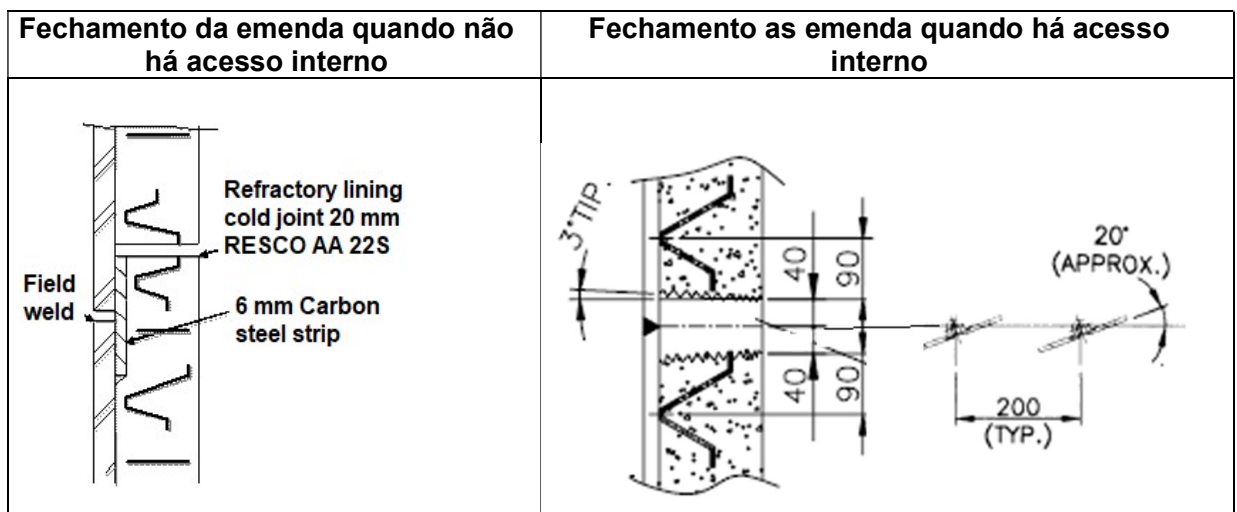 Fechamento da emenda quando não
há acesso interno
Fechamento as emenda quando há acesso
interno
Refractory lining
cold joint 20 mm
RESCO AA 22S
Field
weld
6 mm Carbon
steel strip
3°TIP.
40
90
40
90
20°
(APPROX.)
200
(TYP.)